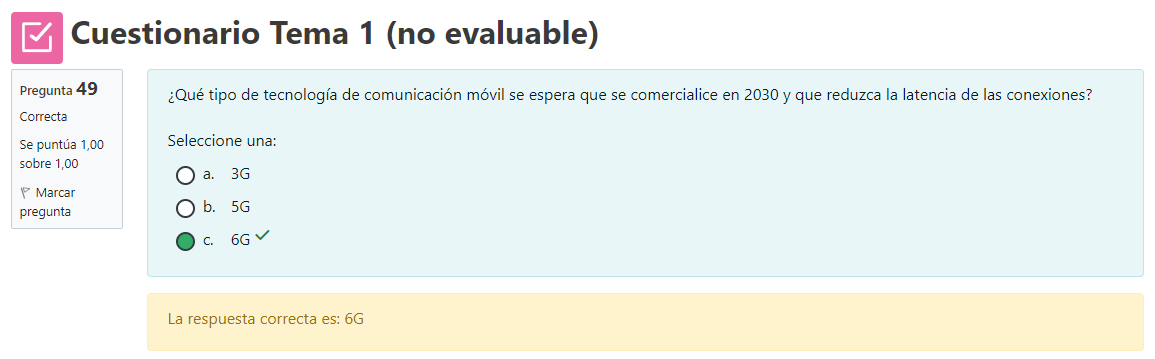 Cuestionario Tema 1 (no evaluable)
Pregunta 49
Correcta
Se puntúa 1,00
sobre 1,00
Marcar
pregunta
¿Qué tipo de tecnología de comunicación móvil se espera que se comercialice en 2030 y que reduzca la latencia de las conexiones?
Seleccione una:
a. 3G
b. 5G
c. 6G
La respuesta correcta es: 6G